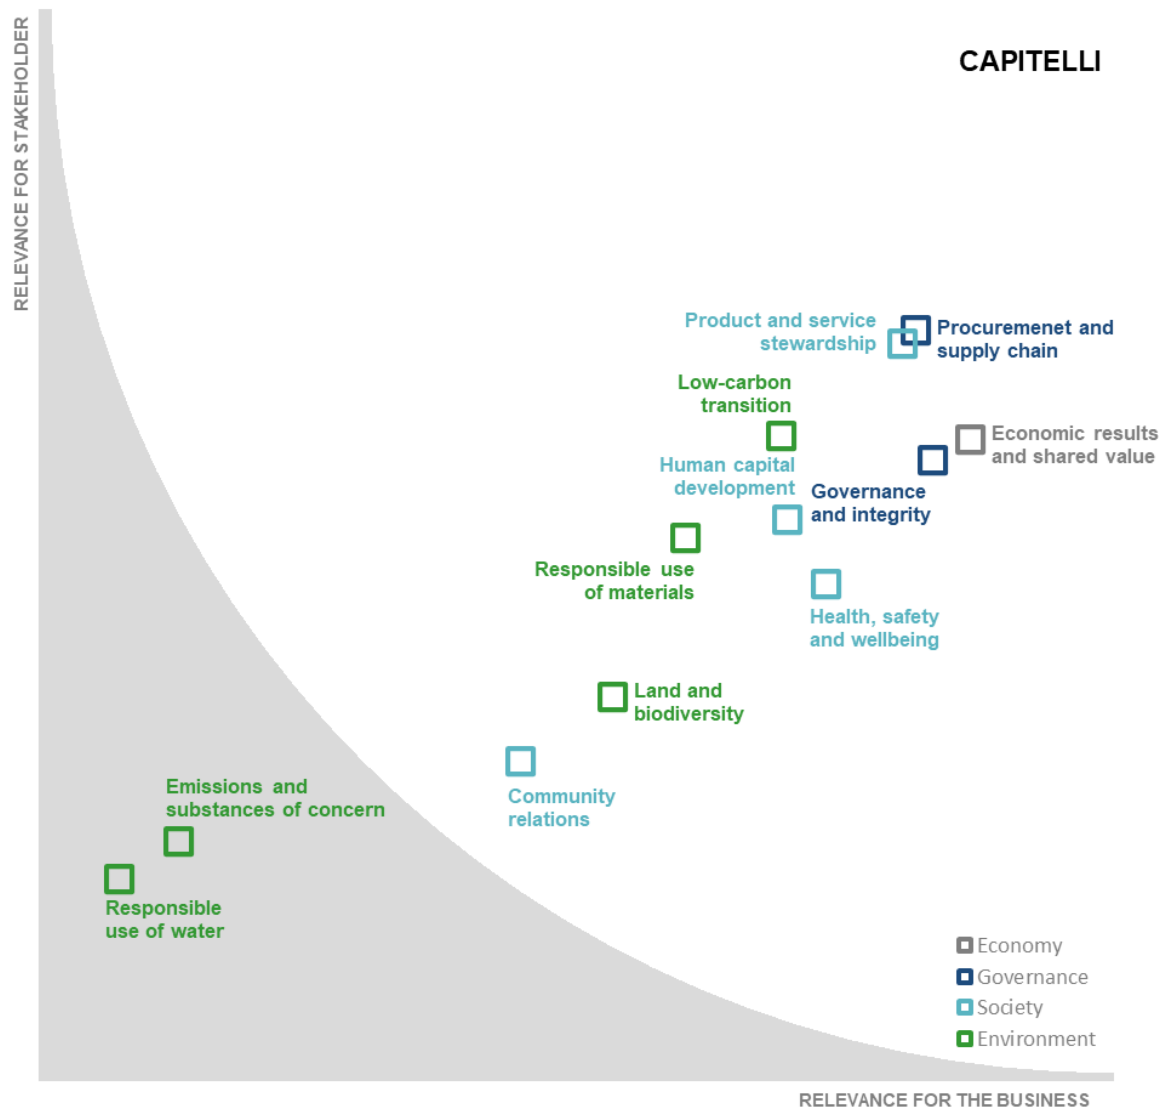 RELEVANCE FOR STAKEHOLDER
CAPITELLI
Product and service
stewardship
Procuremenet and
supply chain
Low-carbon
transition
Economic results
and shared value
Human capital
development
Governance
and integrity
Responsible use
of materials
Health, safety
and wellbeing
Land and
biodiversity
Community
relations
Emissions and
substances of concern
Responsible
use of water
Economy
Governance
Society
Environment
RELEVANCE FOR THE BUSINESS